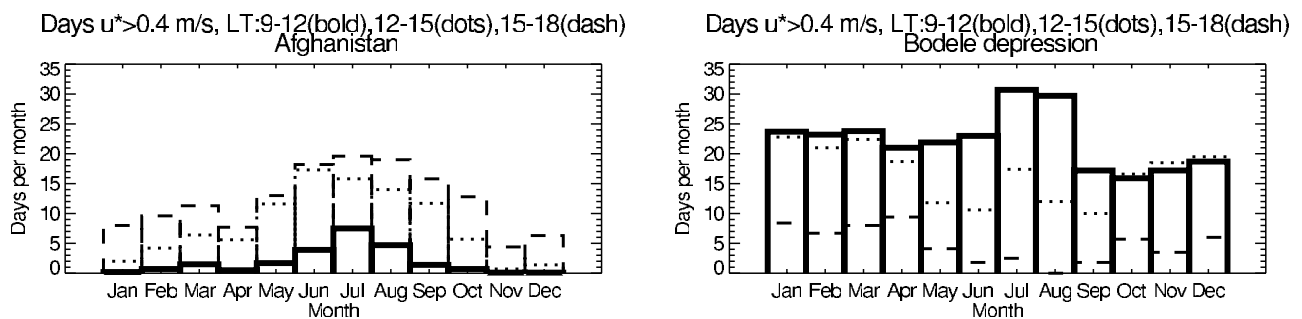 Days u*>0.4 m/s, LT:9-12(bold),12-15(dots),15-18(dash)
Afghanistan
35
30
25
20
15
10
5
0
Days per month
Jan Feb Mar Apr May Jun Jul Aug Sep Oct Nov Dec
Month
Days u*>0.4 m/s, LT:9-12(bold),12-15(dots),15-18(dash)
Bodele depression
35
30
25
20
15
10
5
0
Days per month
Jan Feb Mar Apr May Jun Jul Aug Sep Oct Nov Dec
Month